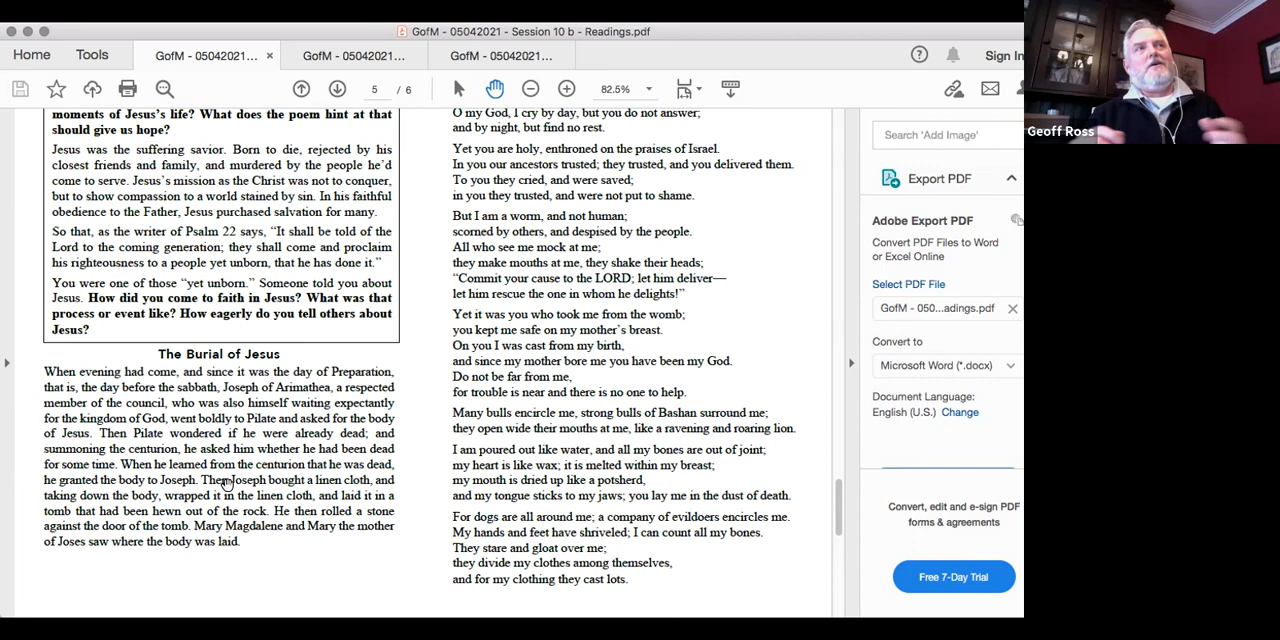 GofM - 05042021 - Session 10 b - Readings.pdf
Home
Tools
GofM - 05042021...
GofM - 05042021...
GofM - 05042021...
Sign In
5 / 6
82.5%
moments of Jesus's life? What does the poem hint at that
should give us hope?
Jesus was the suffering savior. Born to die, rejected by his
closest friends and family, and murdered by the people he'd
come to serve. Jesus's mission as the Christ was not to conquer,
but to show compassion to a world stained by sin. In his faithful
obedience to the Father, Jesus purchased salvation for many.
So that, as the writer of Psalm 22 says, “It shall be told of the
Lord to the coming generation; they shall come and proclaim
his righteousness to a people yet unborn, that he has done it.”
You were one of those “yet unborn.” Someone told you about
Jesus. How did you come to faith in Jesus? What was that
process or event like? How eagerly do you tell others about
Jesus?
The Burial of Jesus
When evening had come, and since it was the day of Preparation,
that is, the day before the sabbath, Joseph of Arimathea, a respected
member of the council, who was also himself waiting expectantly
for the kingdom of God, went boldly to Pilate and asked for the body
of Jesus. Then Pilate wondered if he were already dead; and
summoning the centurion, he asked him whether he had been dead
for some time. When he learned from the centurion that he was dead,
he granted the body to Joseph. Then Joseph bought a linen cloth, and
taking down the body, wrapped it in the linen cloth, and laid it in a
tomb that had been hewn out of the rock. He then rolled a stone
against the door of the tomb. Mary Magdalene and Mary the mother
of Joses saw where the body was laid.
O my God, I cry by day, but you do not answer;
and by night, but find no rest.
Yet you are holy, enthroned on the praises of Israel.
In you our ancestors trusted; they trusted, and you delivered them.
To you they cried, and were saved;
in you they trusted, and were not put to shame.
But I am a worm, and not human;
scorned by others, and despised by the people.
All who see me mock at me;
they make mouths at me, they shake their heads;
“Commit your cause to the LORD; let him deliver—
let him rescue the one in whom he delights!”
Yet it was you who took me from the womb;
you kept me safe on my mother's breast.
On you I was cast from my birth,
and since my mother bore me you have been my God.
Do not be far from me,
for trouble is near and there is no one to help.
Many bulls encircle me, strong bulls of Bashan surround me;
they open wide their mouths at me, like a ravening and roaring lion.
I am poured out like water, and all my bones are out of joint;
my heart is like wax; it is melted within my breast;
my mouth is dried up like a potsherd,
and my tongue sticks to my jaws; you lay me in the dust of death.
For dogs are all around me; a company of evildoers encircles me.
My hands and feet have shriveled; I can count all my bones.
They stare and gloat over me;
they divide my clothes among themselves,
and for my clothing they cast lots.
Search 'Add Image'
Export PDF
Adobe Export PDF
Convert PDF Files to Word
or Excel Online
Select PDF File
GofM - 050...adings.pdf
Convert to
Microsoft Word (*.docx)
Document Language:
English (U.S.) Change
Convert, edit and e-sign PDF
forms & agreements
Free 7-Day Trial
Geoff Ross